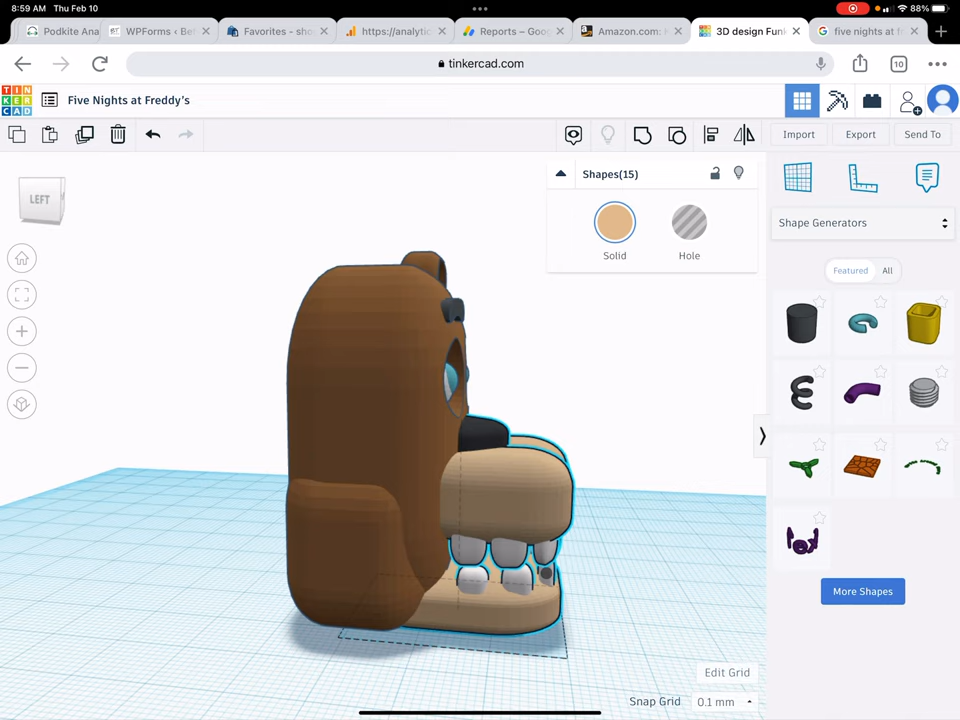 8:59 AM Thu Feb 10
88%
Podkite Ana
WPForms ‹ Be
Favorites - sho
https://analytic
Reports – Goog
Amazon.com:
3D design Fun
five nights at f
tinkercad.com
10
TIN
KER
CAD
Five Nights at Freddy's
Import
Export
Send To
LEFT
Shapes(15)
Solid
Hole
Shape Generators
Featured
All
More Shapes
Edit Grid
Snap Grid
0.1 mm